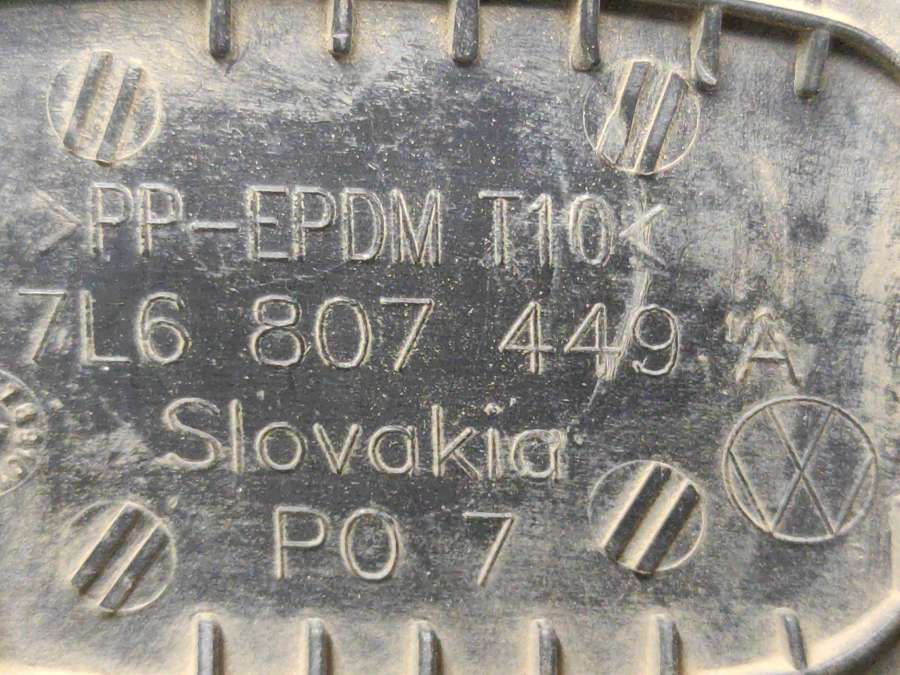 >PP-EPDM T10<
7L6 807 449 A
Slovakia
PO 7